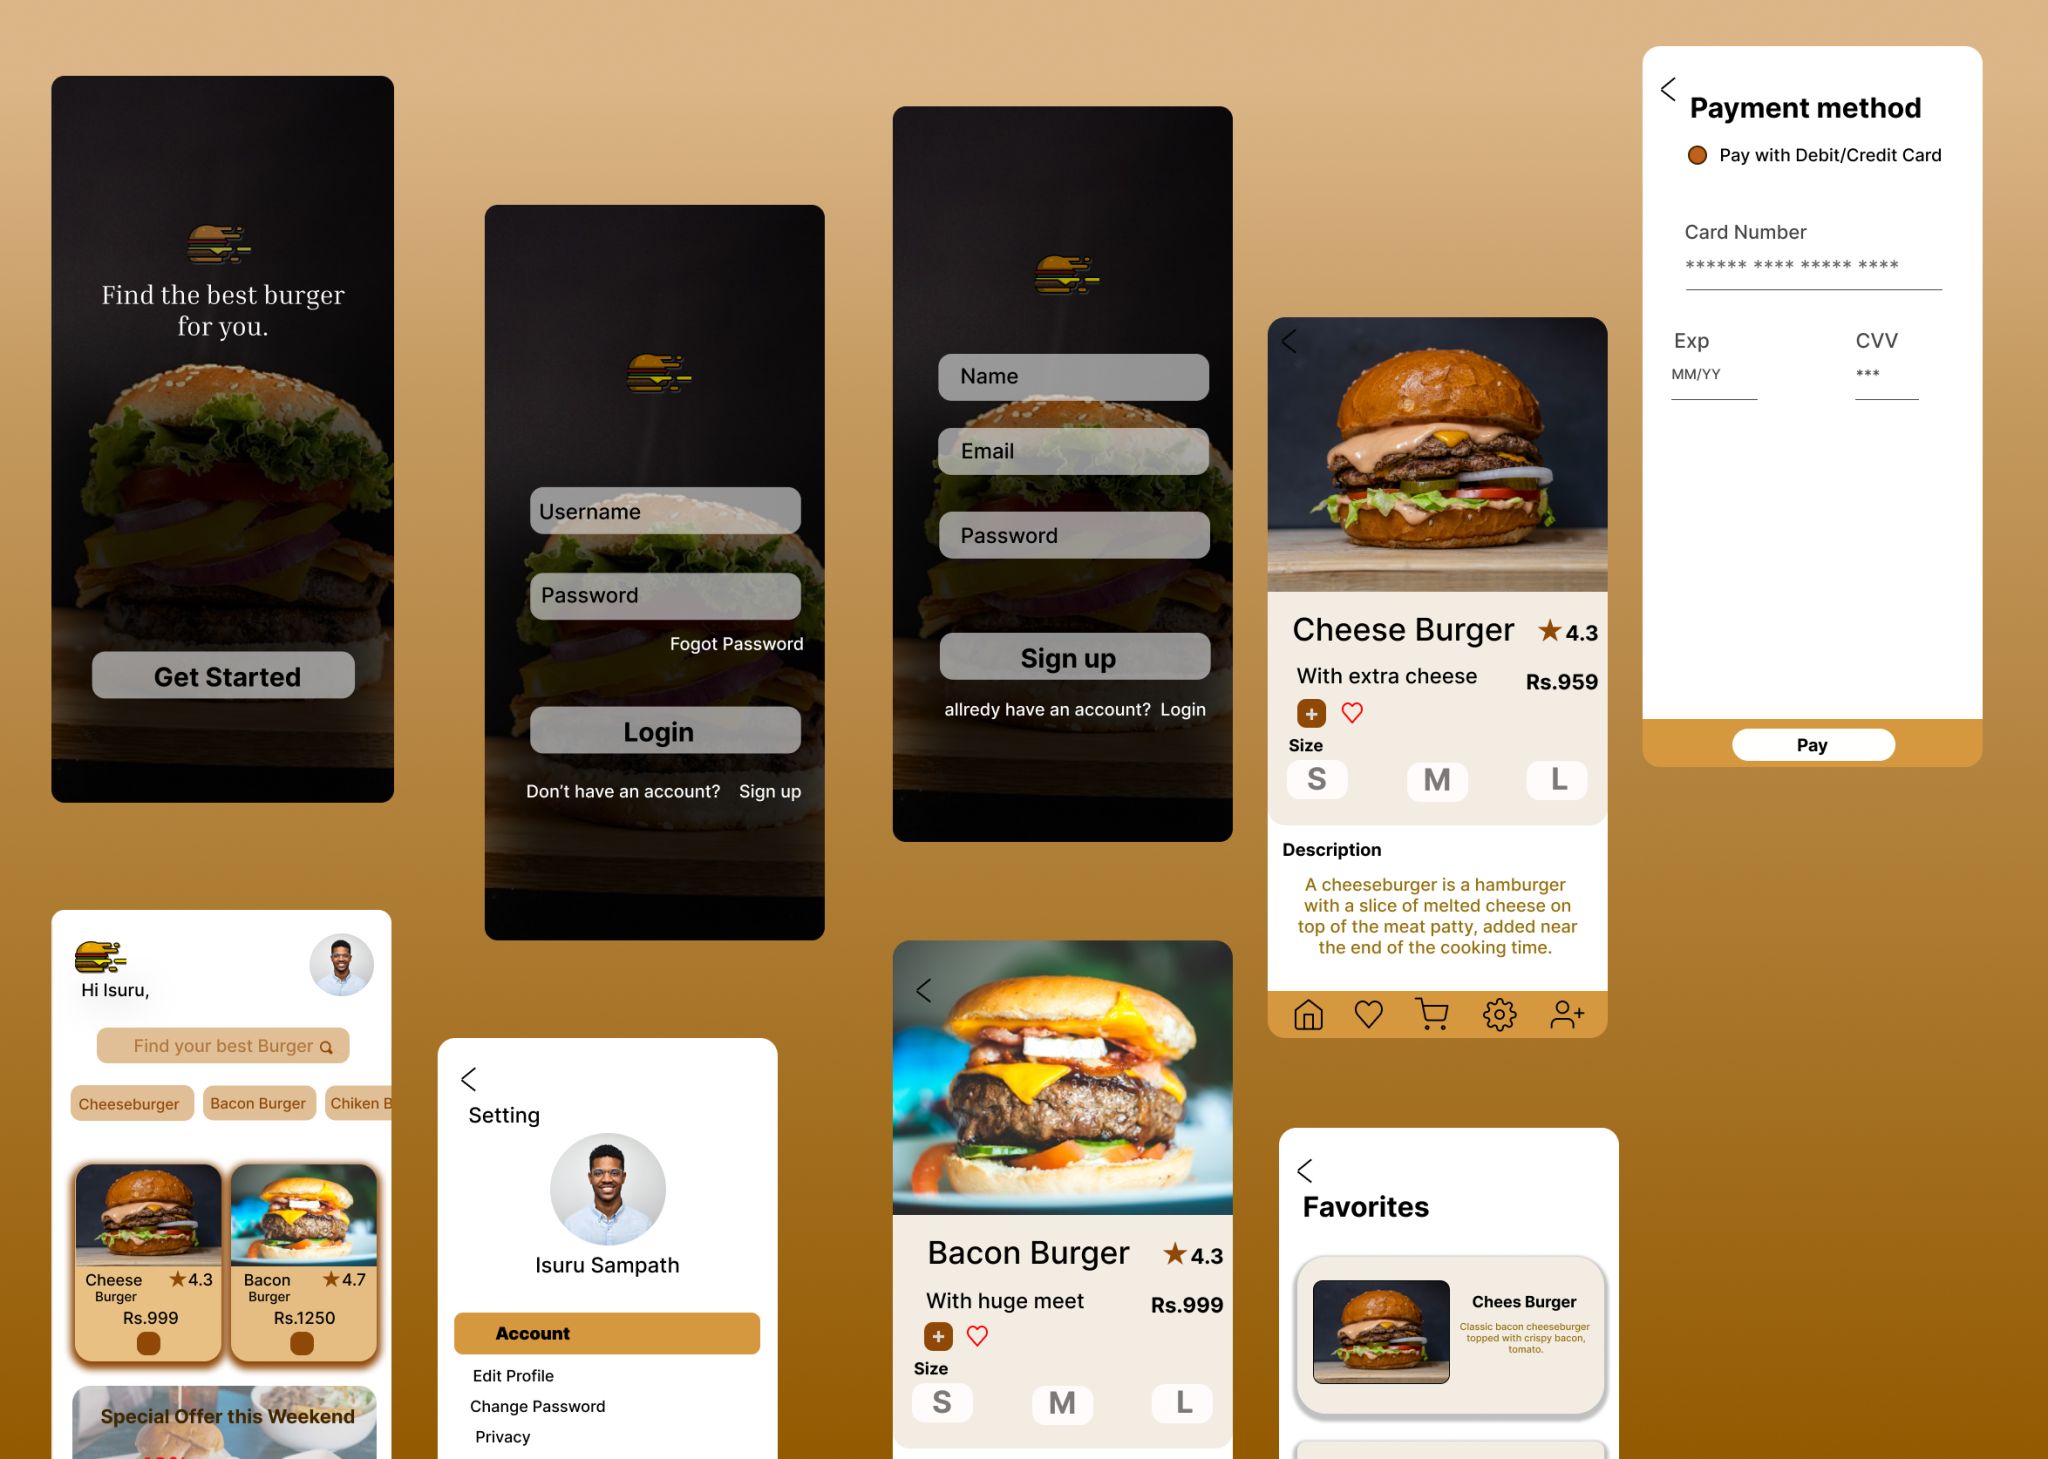 Find the best burger
for you.
Get Started
Username
Password
Fogot Password
Login
Don't have an account? Sign up
Name
Email
Password
Sign up
allredy have an account? Login
Cheese Burger
4.3
With extra cheese
Rs.959
+
Size
S M L
Description
A cheeseburger is a hamburger
with a slice of melted cheese on
top of the meat patty, added near
the end of the cooking time.
Payment method
Pay with Debit/Credit Card
Card Number
****** **** ***** ****
Exp
CVV
MM/YY
***
Pay
Hi Isuru,
Find your best Burger
Cheeseburger
Bacon Burger
Chiken B
Cheese
Burger
4.3
Rs.999
Bacon
Burger
4.7
Rs.1250
Special Offer this Weekend
Setting
Isuru Sampath
Account
Edit Profile
Change Password
Privacy
Bacon Burger
4.3
With huge meet
Rs.999
+
Size
S M L
Favorites
Chees Burger
Classic bacon cheeseburger
topped with crispy bacon,
tomato.